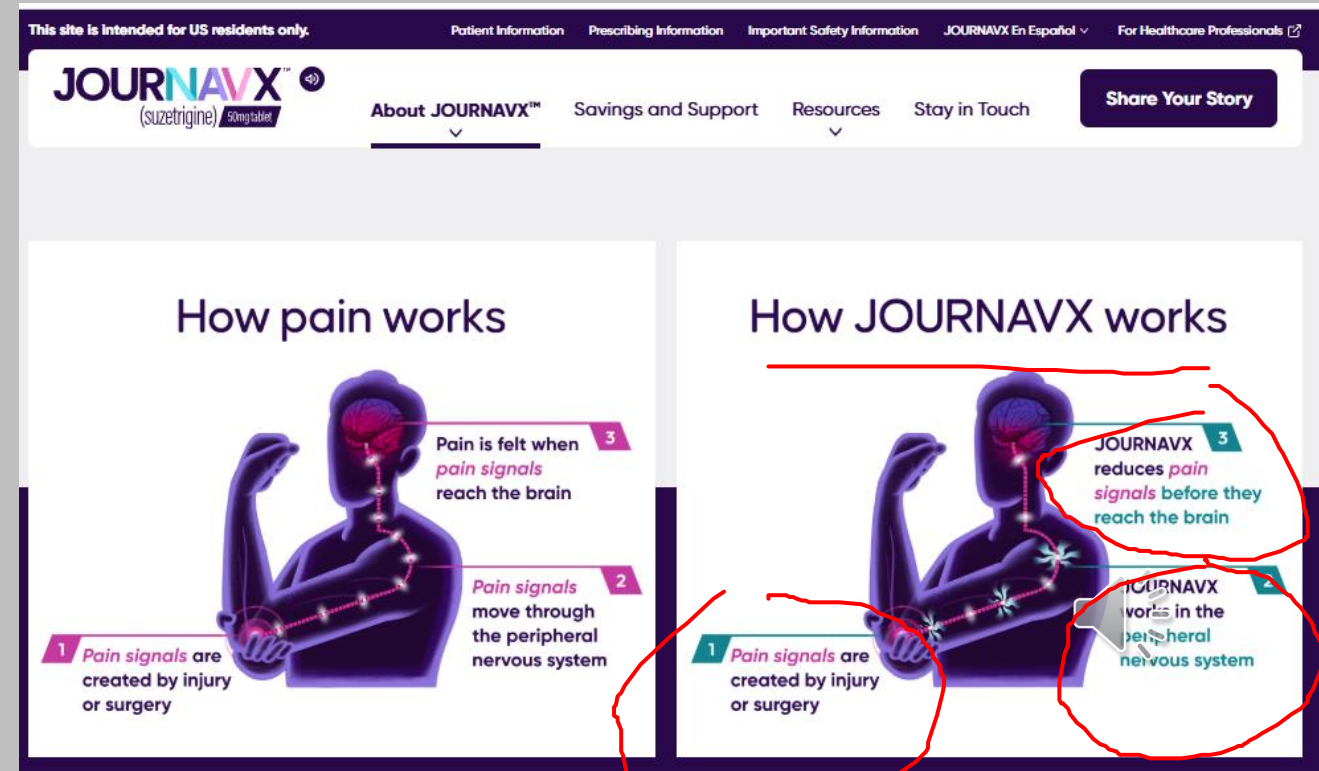 This site is intended for US residents only.
Patient Information
Prescribing Information
Important Safety Information
JOURNAVX En Español
For Healthcare Professionals
JOURNAVX™
(suzetrigine) 50mg tablet
About JOURNAVX™
Savings and Support
Resources
Stay in Touch
Share Your Story
How pain works
3
Pain is felt when
pain signals
reach the brain
2
Pain signals
move through
the peripheral
nervous system
1
Pain signals are
created by injury
or surgery
How JOURNAVX works
3
JOURNAVX
reduces pain
signals before they
reach the brain
2
JOURNAVX
works in the
peripheral
nervous system
1
Pain signals are
created by injury
or surgery